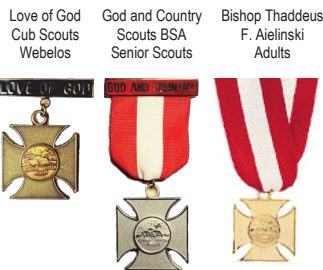 Love of God
Cub Scouts
Webelos
God and Country
Scouts BSA
Senior Scouts
Bishop Thaddeus
F. Aielinski
Adults
LOVE OF GOD
GOD AND COUNTRY